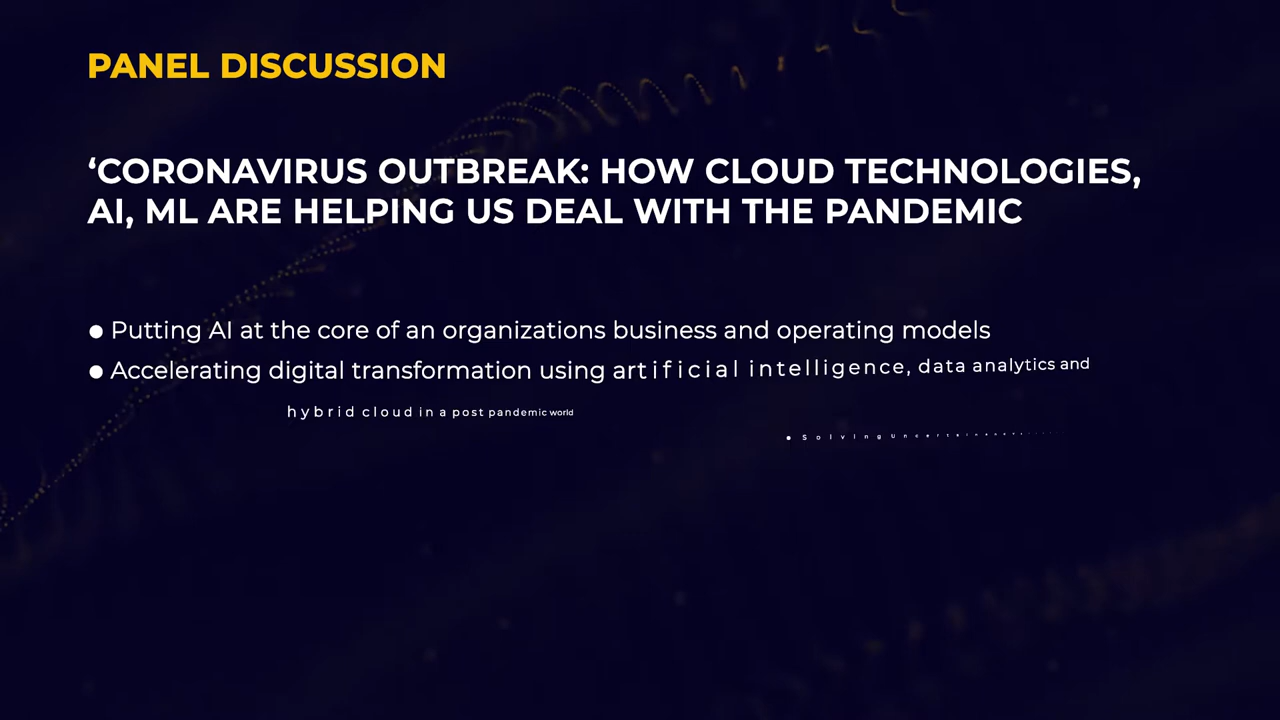 PANEL DISCUSSION
‘CORONAVIRUS OUTBREAK: HOW CLOUD TECHNOLOGIES,
AI, ML ARE HELPING US DEAL WITH THE PANDEMIC
● Putting AI at the core of an organizations business and operating models
● Accelerating digital transformation using artificial intelligence, data analytics and
hybrid cloud in a post pandemic world
● Solving